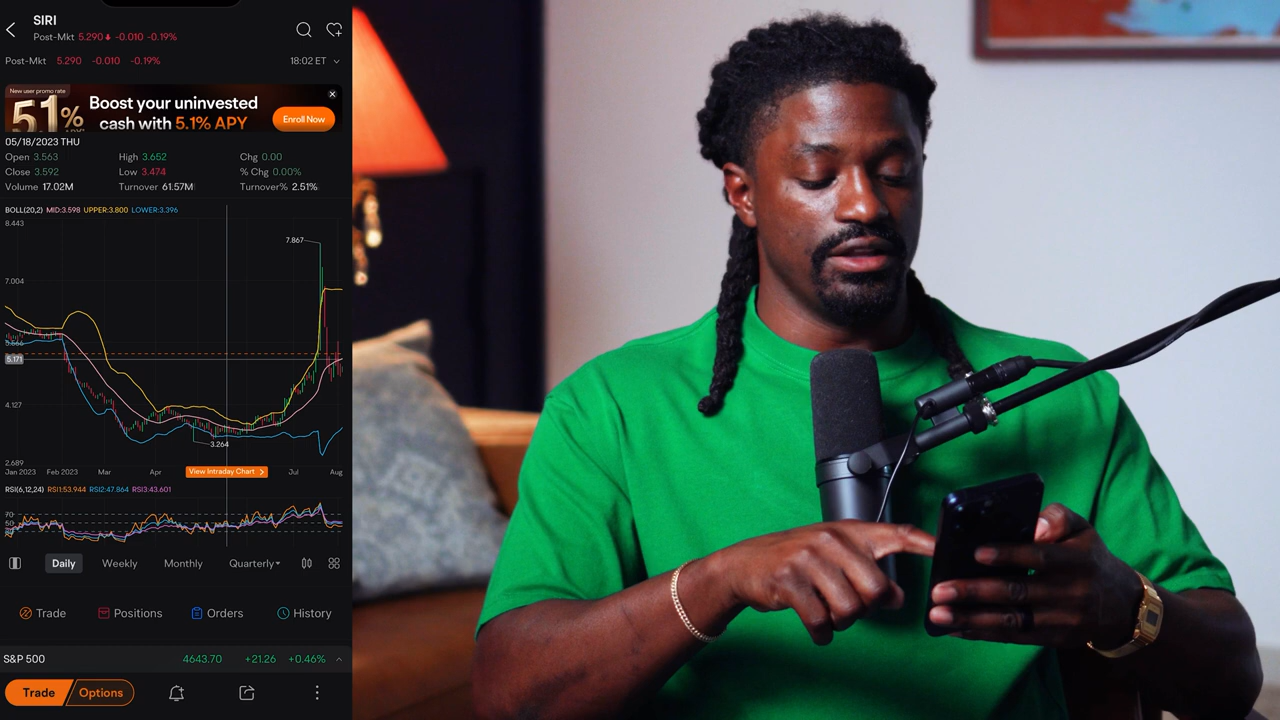 SIRI
Post-Mkt 5.290 -0.010 -0.19%
Post-Mkt 5.290 -0.010 -0.19% 18:02 ET
New user promo rate
5.1% Boost your uninvested
cash with 5.1% APY Enroll Now
05/18/2023 THU
Open 3.563 High 3.652 Chg 0.00
Close 3.592 Low 3.474 % Chg 0.00%
Volume 17.02M Turnover 61.57M Turnover% 2.51%
BOLL(20,2) MID:3.598 UPPER:3.800 LOWER:3.396
8.443
7.867
7.004
5.171
4.127
3.264
2.689
Jan 2023 Feb 2023 Mar Apr View Intraday Chart Jul Aug
RSI(6,12,24) RSI1:53.944 RSI2:47.864 RSI3:43.601
70
50
Daily Weekly Monthly Quarterly
Trade Positions Orders History
S&P 500 4643.70 +21.26 +0.46%
Trade Options